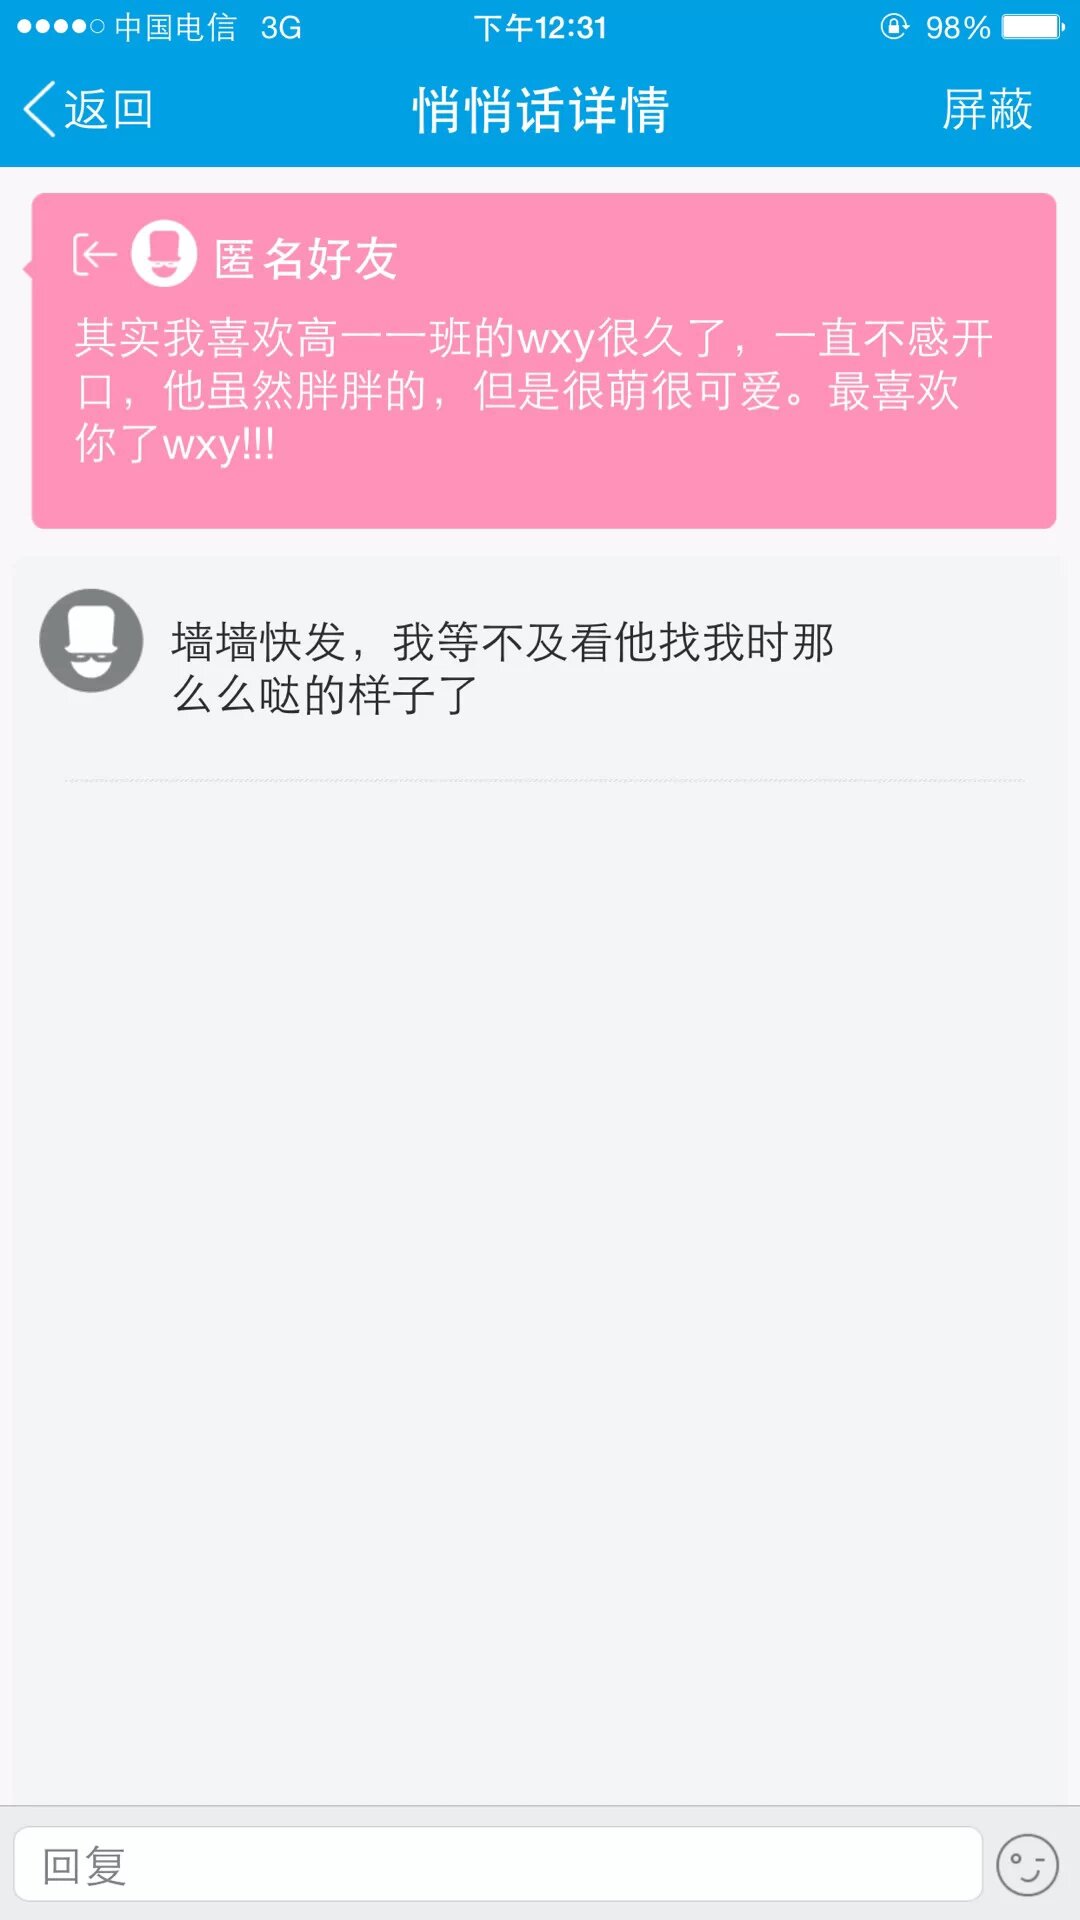 中国电信 3G 下午12:31 98%
返回 悄悄话详情 屏蔽
匿名好友
其实我喜欢高一一班的wxy很久了，一直不感开
口，他虽然胖胖的，但是很萌很可爱。最喜欢
你了wxy!!!
墙墙快发，我等不及看他找我时那
么么哒的样子了
回复